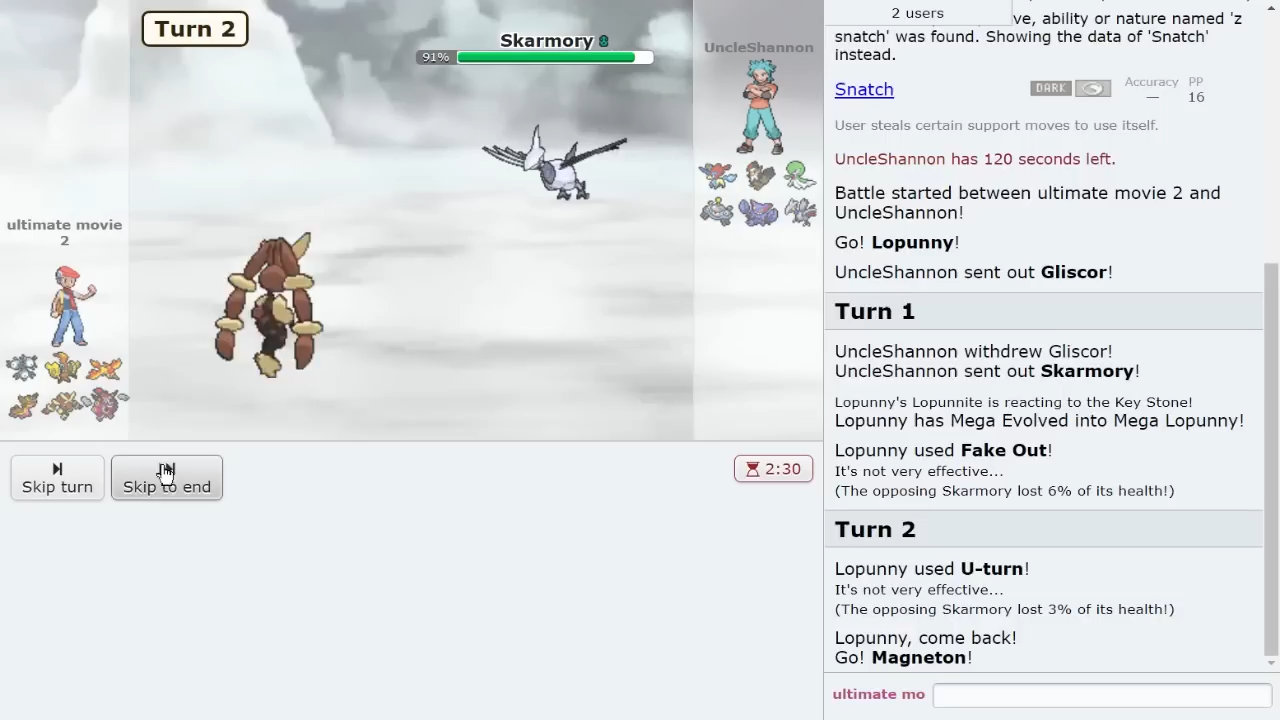 Turn 2
Skarmory
91%
UncleShannon
ultimate movie
2
Skip turn
Skip to end
2:30
2 users
ve, ability or nature named 'z
snatch' was found. Showing the data of 'Snatch'
instead.
Snatch DARK Accuracy — PP 16
User steals certain support moves to use itself.
UncleShannon has 120 seconds left.
Battle started between ultimate movie 2 and
UncleShannon!
Go! Lopunny!
UncleShannon sent out Gliscor!
Turn 1
UncleShannon withdrew Gliscor!
UncleShannon sent out Skarmory!
Lopunny's Lopunnite is reacting to the Key Stone!
Lopunny has Mega Evolved into Mega Lopunny!
Lopunny used Fake Out!
It's not very effective...
(The opposing Skarmory lost 6% of its health!)
Turn 2
Lopunny used U-turn!
It's not very effective...
(The opposing Skarmory lost 3% of its health!)
Lopunny, come back!
Go! Magneton!
ultimate mo